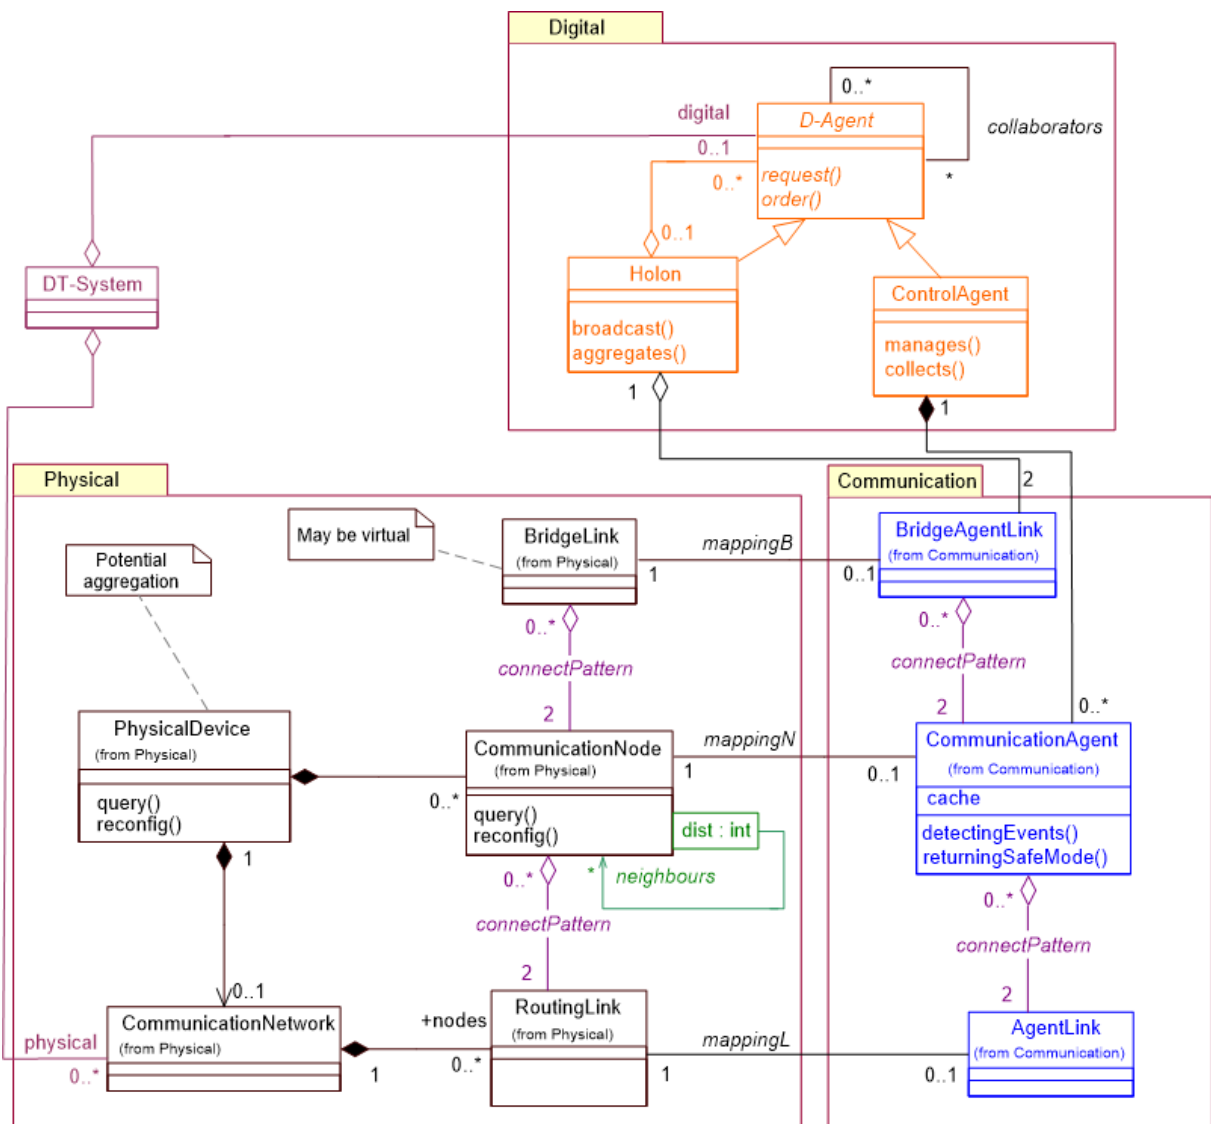 Digital
0..*
D-Agent
digital
collaborators
0..1
0..*
request()
order()
*
0..1
Holon
DT-System
ControlAgent
broadcast()
aggregates()
manages()
collects()
1
1
Physical
Communication
2
May be virtual
BridgeLink
(from Physical)
mappingB
BridgeAgentLink
(from Communication)
Potential
aggregation
1
0..1
0..*
0..*
connectPattern
connectPattern
2
2
0..*
PhysicalDevice
(from Physical)
CommunicationNode
(from Physical)
mappingN
CommunicationAgent
(from Communication)
1
0..1
0..*
query()
reconfig()
query()
reconfig()
cache
dist : int
detectingEvents()
returningSafeMode()
1
0..*
*
neighbours
0..*
connectPattern
connectPattern
2
2
0..1
CommunicationNetwork
(from Physical)
+nodes
RoutingLink
(from Physical)
mappingL
AgentLink
(from Communication)
physical
0..*
1
0..*
1
0..1